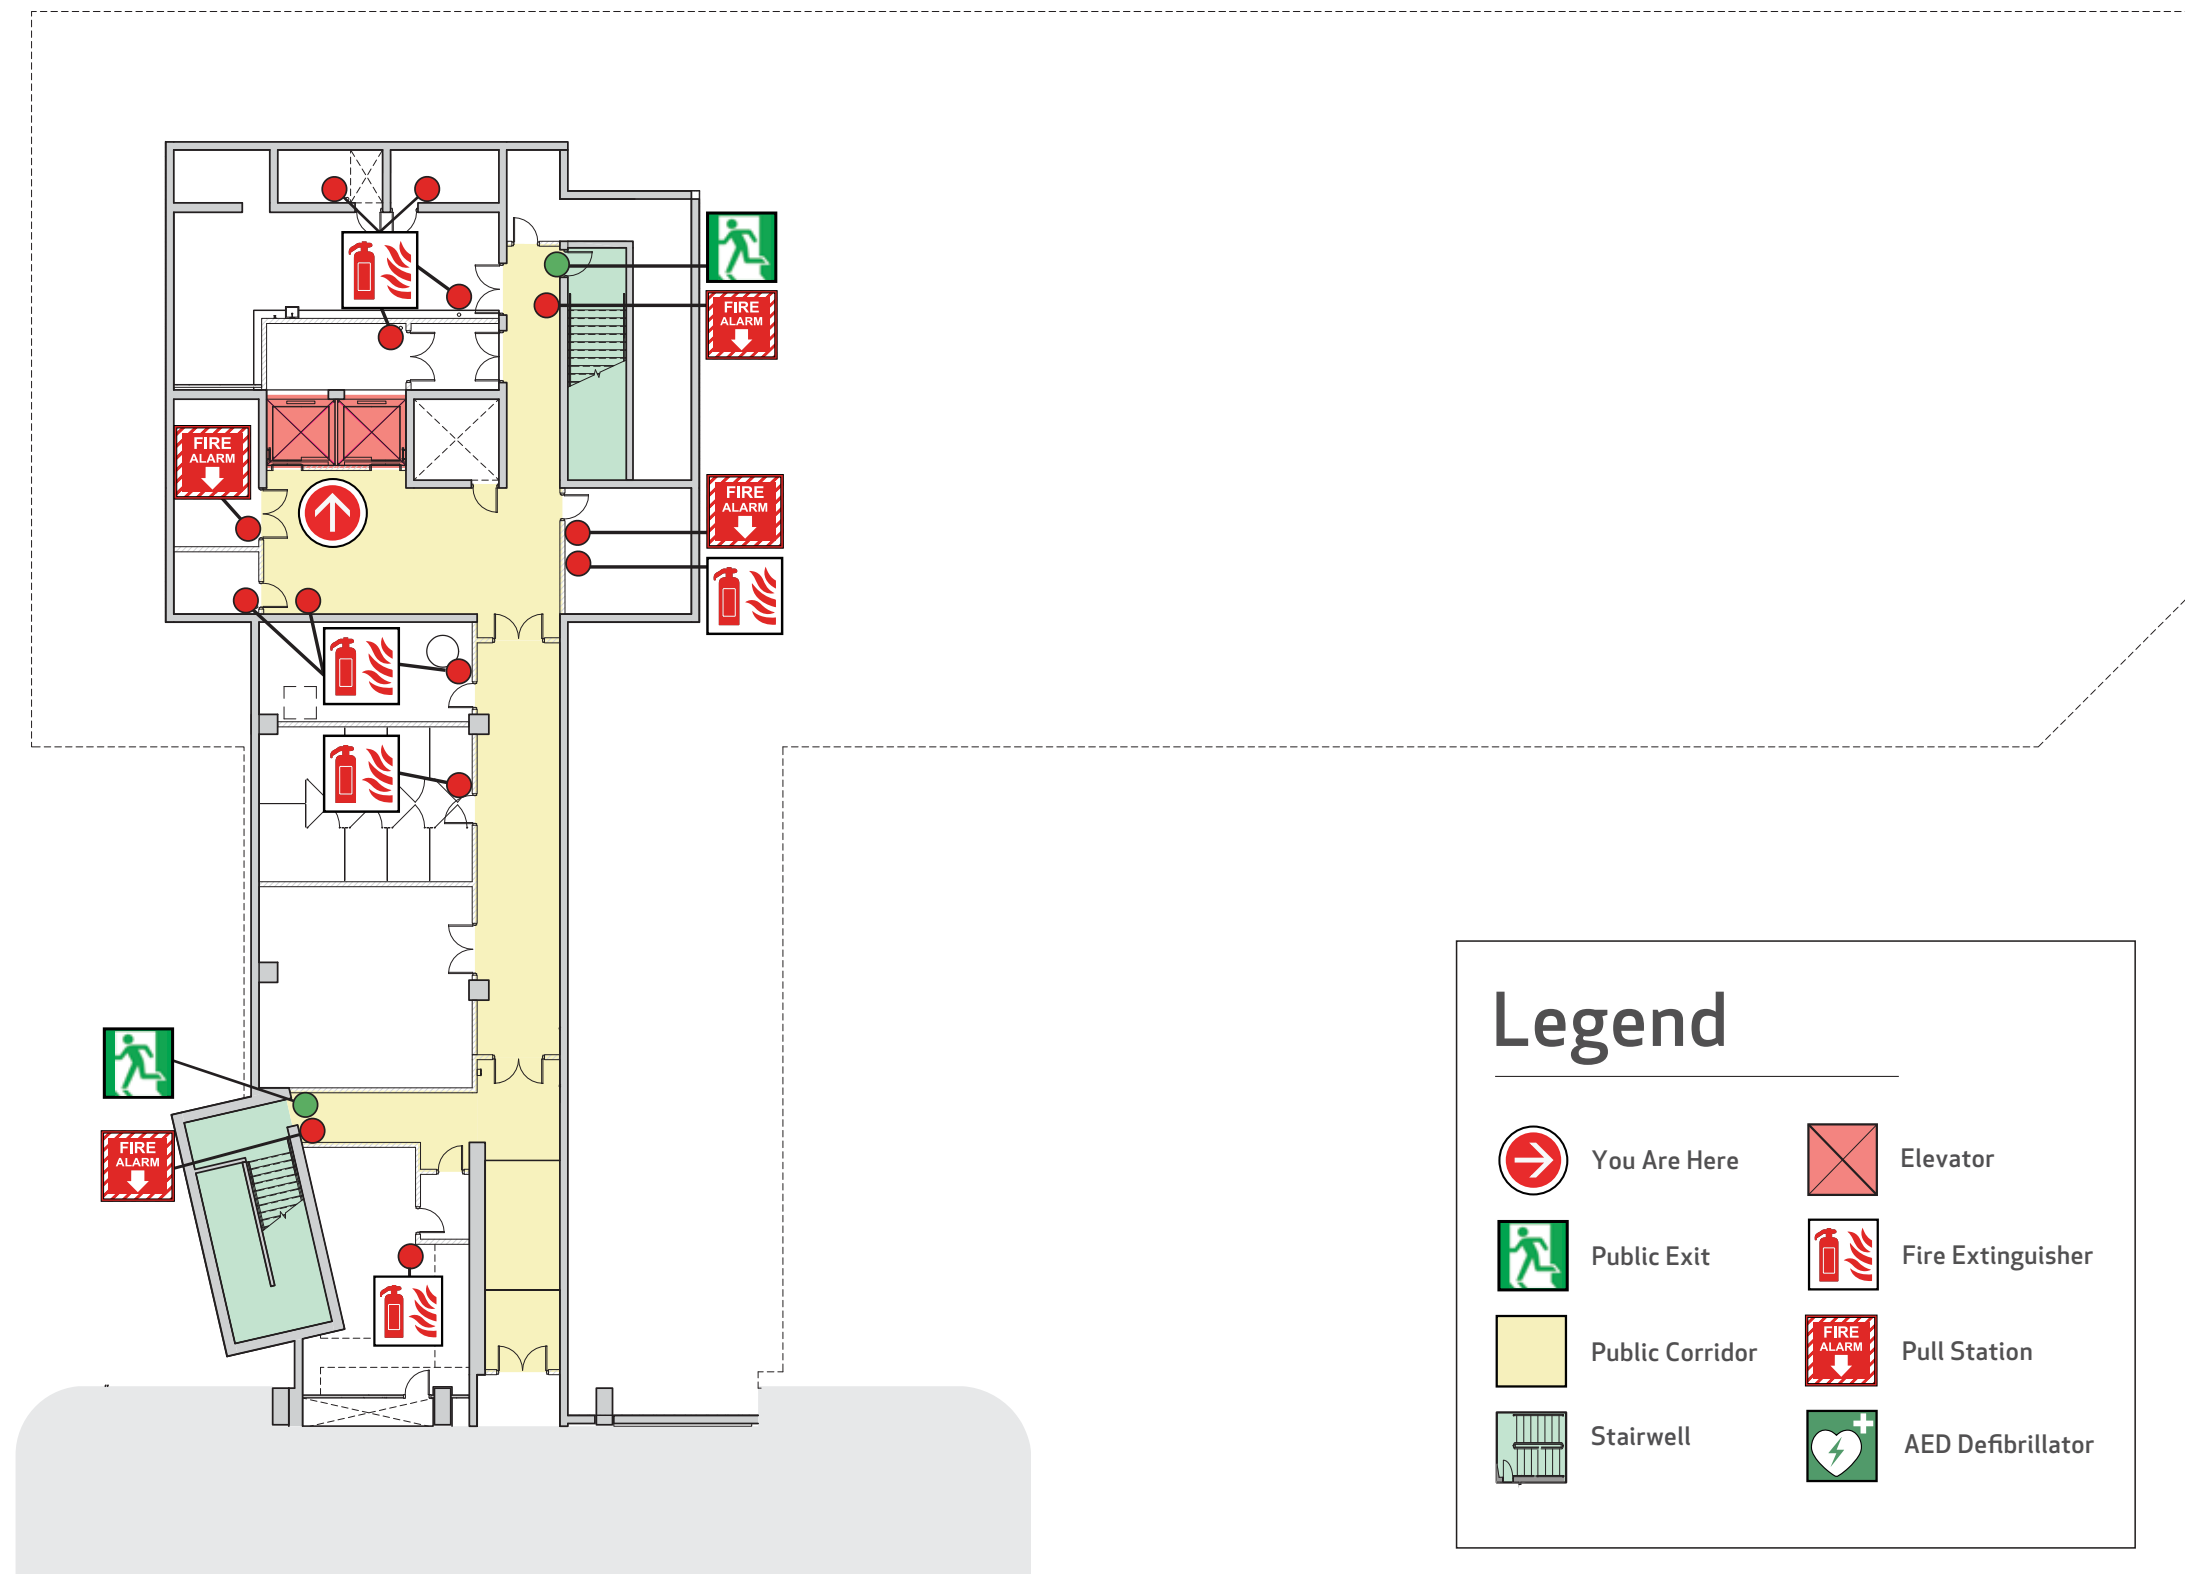 FIRE
ALARM
FIRE
ALARM
FIRE
ALARM
FIRE
ALARM
Legend
You Are Here
Elevator
Public Exit
Fire Extinguisher
Public Corridor
FIRE
ALARM
Pull Station
Stairwell
AED Defibrillator